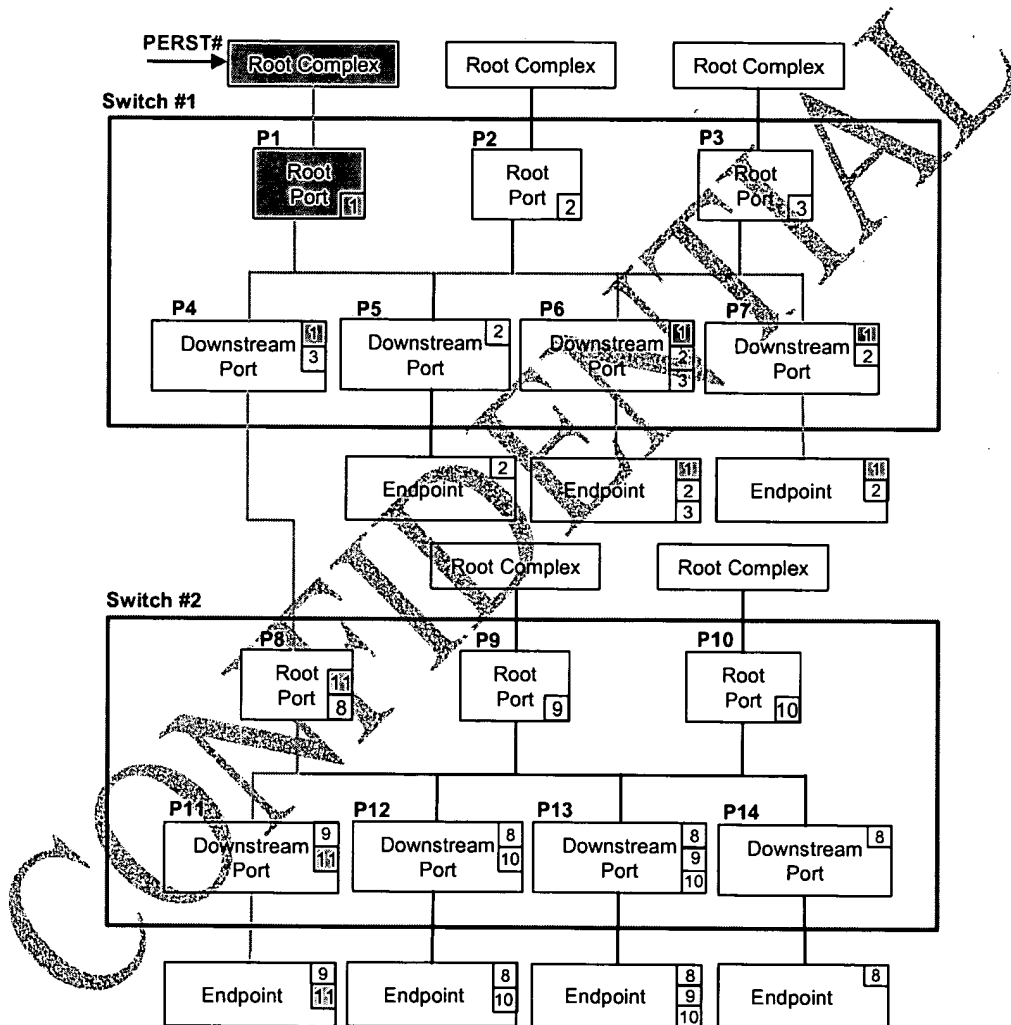 PERST#
Root Complex
Root Complex
Root Complex
Switch #1
P1
P2
P3
Root
Port
1
Root
Port
2
Root
Port
3
P4
P5
P6
P7
Downstream
Port
1
3
Downstream
Port
2
Downstream
Port
1
2
3
Downstream
Port
1
2
Endpoint
2
Endpoint
1
2
3
Endpoint
1
2
Root Complex
Root Complex
Switch #2
P8
P9
P10
Root
Port
11
8
Root
Port
9
Root
Port
10
P11
P12
P13
P14
Downstream
Port
9
11
Downstream
Port
8
10
Downstream
Port
8
9
10
Downstream
Port
8
Endpoint
9
11
Endpoint
8
10
Endpoint
8
9
10
Endpoint
8
CONFIDENTIAL